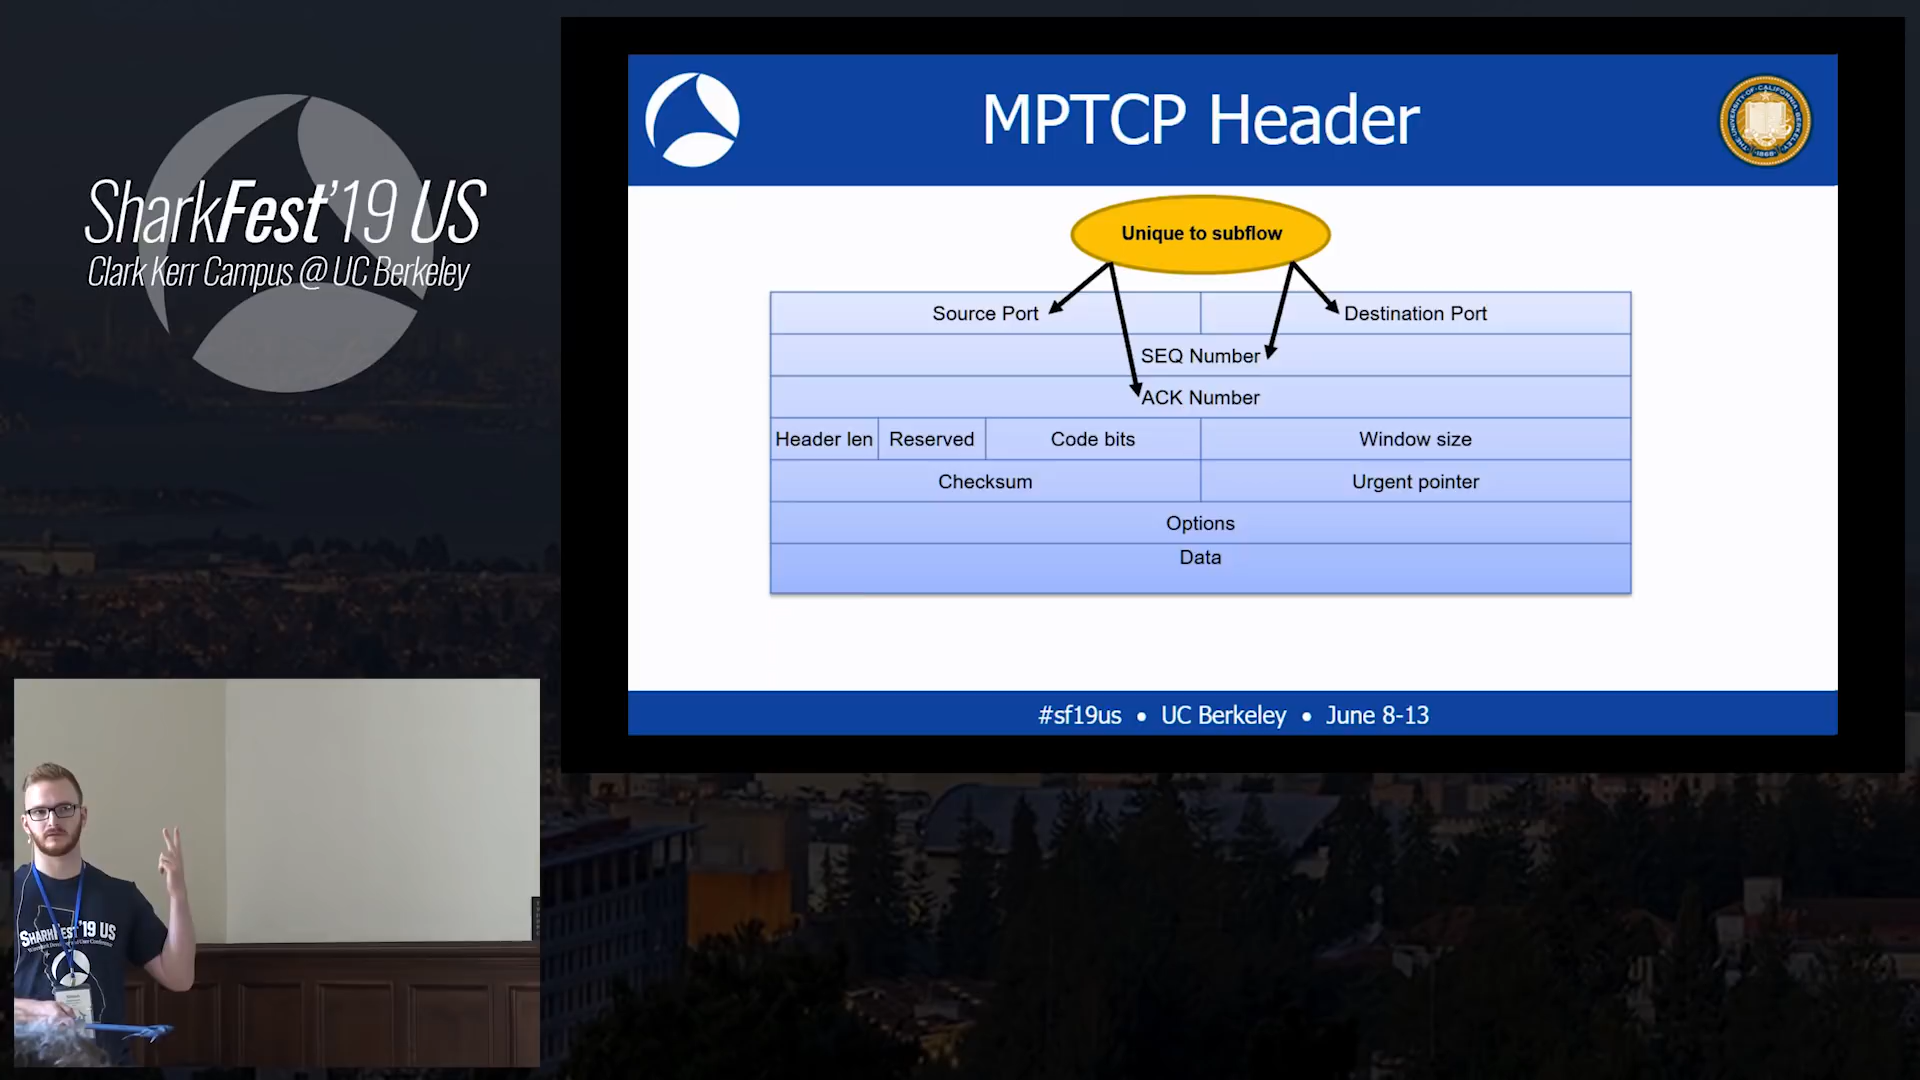 SharkFest'19 US
Clark Kerr Campus @ UC Berkeley
MPTCP Header
Unique to subflow
Source Port
Destination Port
SEQ Number
ACK Number
Header len
Reserved
Code bits
Window size
Checksum
Urgent pointer
Options
Data
#sf19us • UC Berkeley • June 8-13
SHARKFEST '19 US